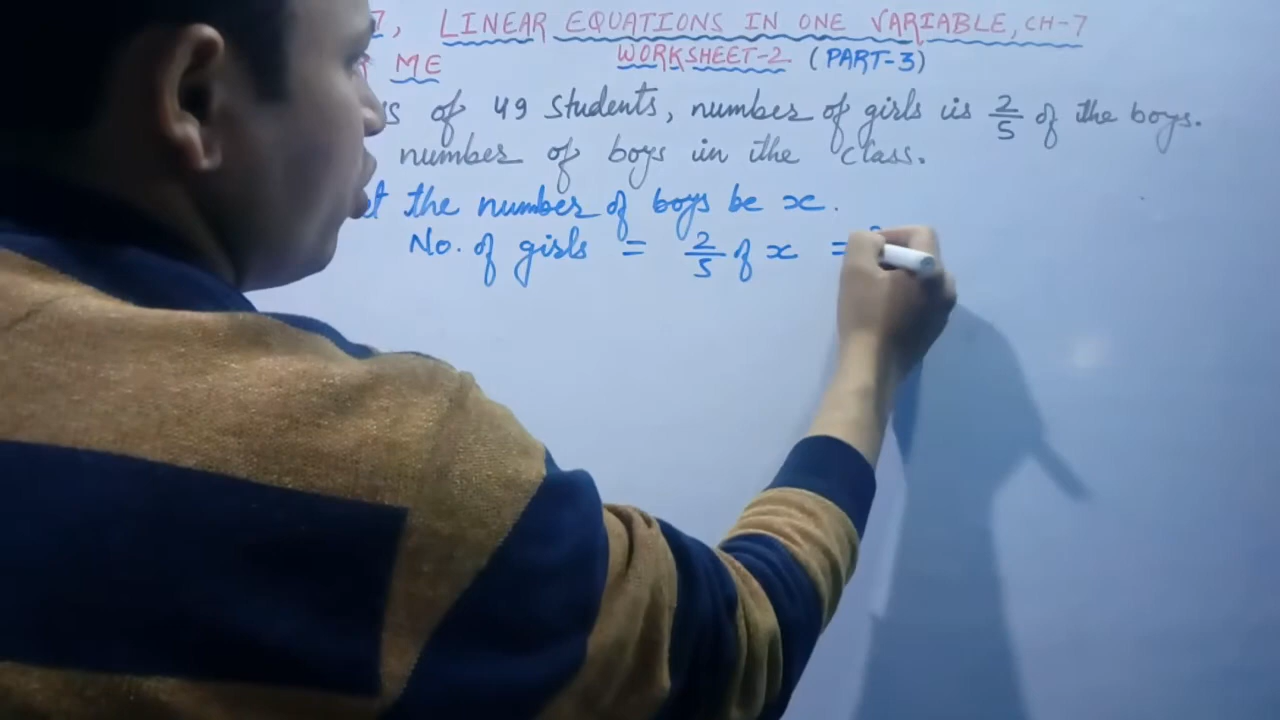 , LINEAR EQUATIONS IN ONE VARIABLE, CH-7
ME WORKSHEET-2 (PART-3)
of 49 students, number of girls is 2/5 of the boys.
number of boys in the class.
the number of boys be x.
No. of girls = 2/5 of x =